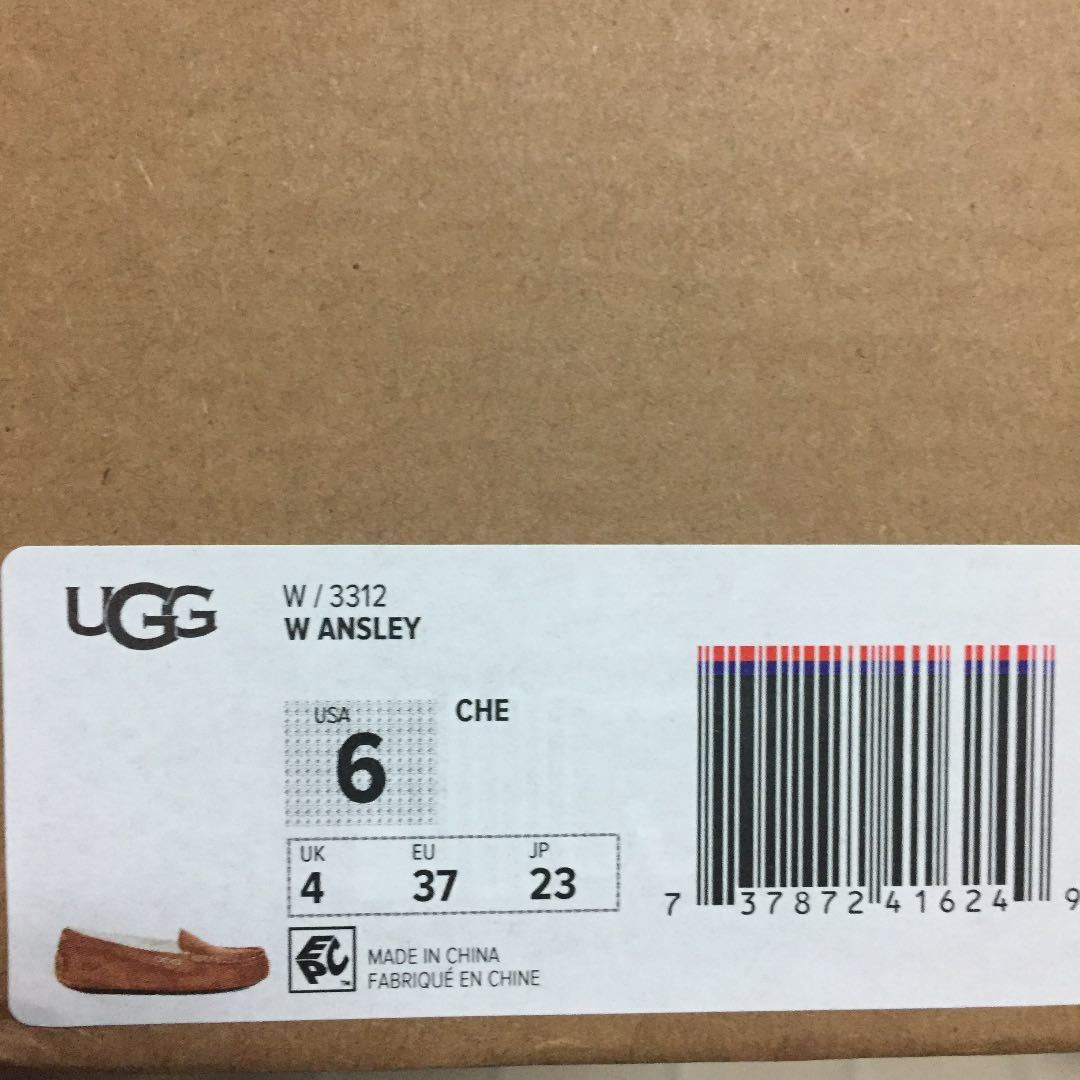 UGG
W / 3312
W ANSLEY
USA
6
CHE
UK EU JP
4 37 23
7 37872 41624 9
EPC™
MADE IN CHINA
FABRIQUÉ EN CHINE